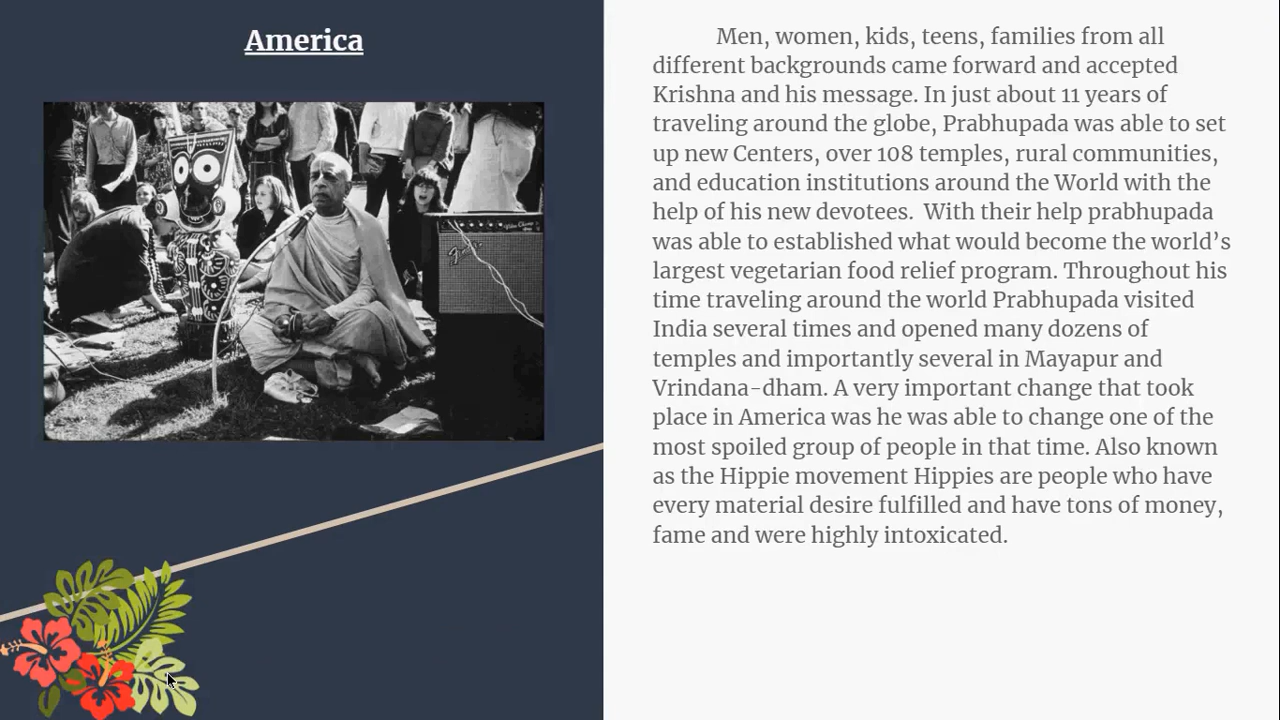 America
Men, women, kids, teens, families from all
different backgrounds came forward and accepted
Krishna and his message. In just about 11 years of
traveling around the globe, Prabhupada was able to set
up new Centers, over 108 temples, rural communities,
and education institutions around the World with the
help of his new devotees.  With their help prabhupada
was able to established what would become the world’s
largest vegetarian food relief program. Throughout his
time traveling around the world Prabhupada visited
India several times and opened many dozens of
temples and importantly several in Mayapur and
Vrindana-dham. A very important change that took
place in America was he was able to change one of the
most spoiled group of people in that time. Also known
as the Hippie movement Hippies are people who have
every material desire fulfilled and have tons of money,
fame and were highly intoxicated.